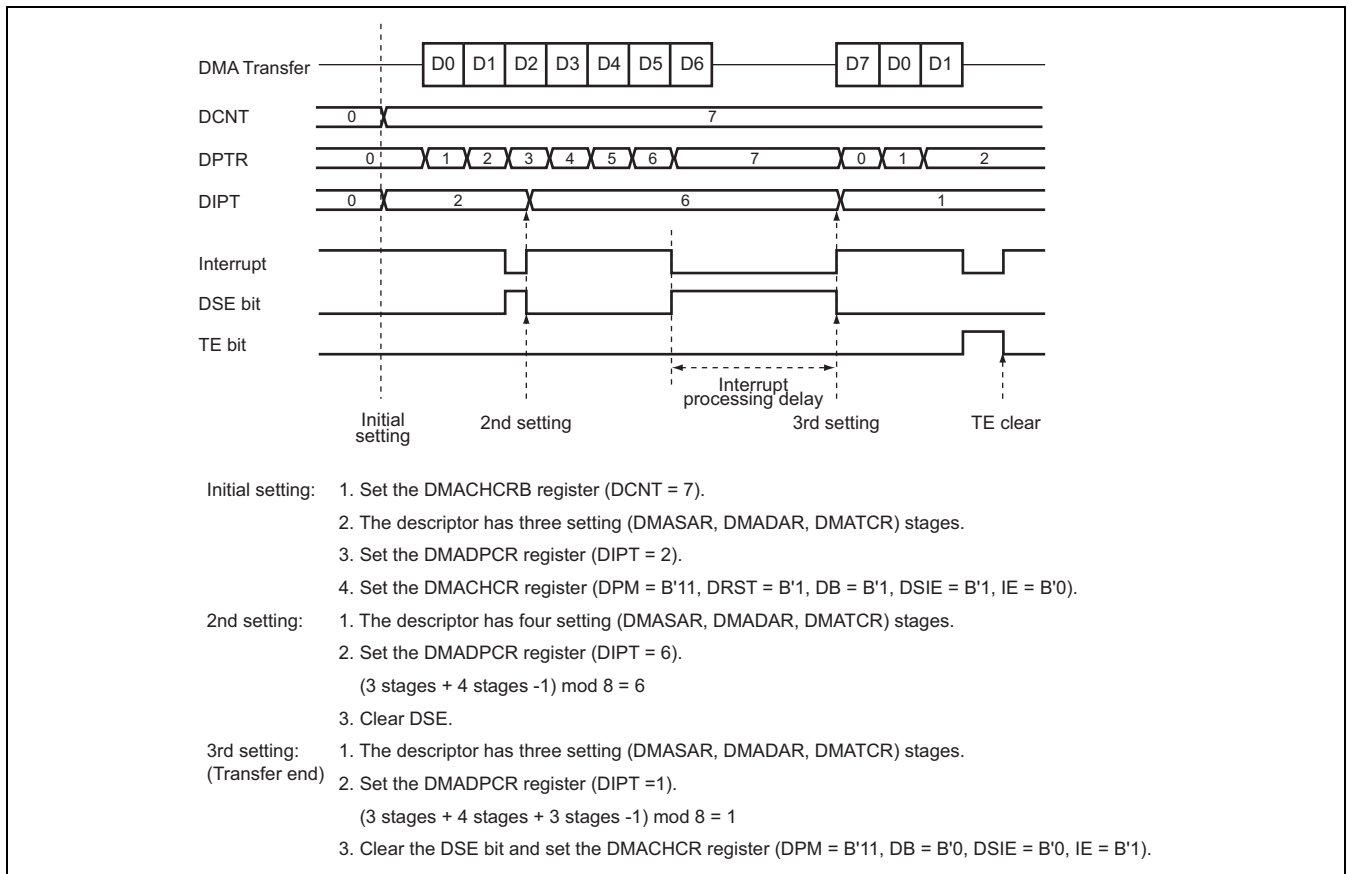 DMA Transfer D0 D1 D2 D3 D4 D5 D6 D7 D0 D1
DCNT 0 7
DPTR 0 1 2 3 4 5 6 7 0 1 2
DIPT 0 2 6 1
Interrupt
DSE bit
TE bit
Interrupt
processing delay
Initial
setting
2nd setting
3rd setting
TE clear
Initial setting: 1. Set the DMACHCRB register (DCNT = 7).
2. The descriptor has three setting (DMASAR, DMADAR, DMATCR) stages.
3. Set the DMADPCR register (DIPT = 2).
4. Set the DMACHCR register (DPM = B'11, DRST = B'1, DB = B'1, DSIE = B'1, IE = B'0).
2nd setting: 1. The descriptor has four setting (DMASAR, DMADAR, DMATCR) stages.
2. Set the DMADPCR register (DIPT = 6).
(3 stages + 4 stages -1) mod 8 = 6
3. Clear DSE.
3rd setting: 1. The descriptor has three setting (DMASAR, DMADAR, DMATCR) stages.
(Transfer end) 2. Set the DMADPCR register (DIPT =1).
(3 stages + 4 stages + 3 stages -1) mod 8 = 1
3. Clear the DSE bit and set the DMACHCR register (DPM = B'11, DB = B'0, DSIE = B'0, IE = B'1).